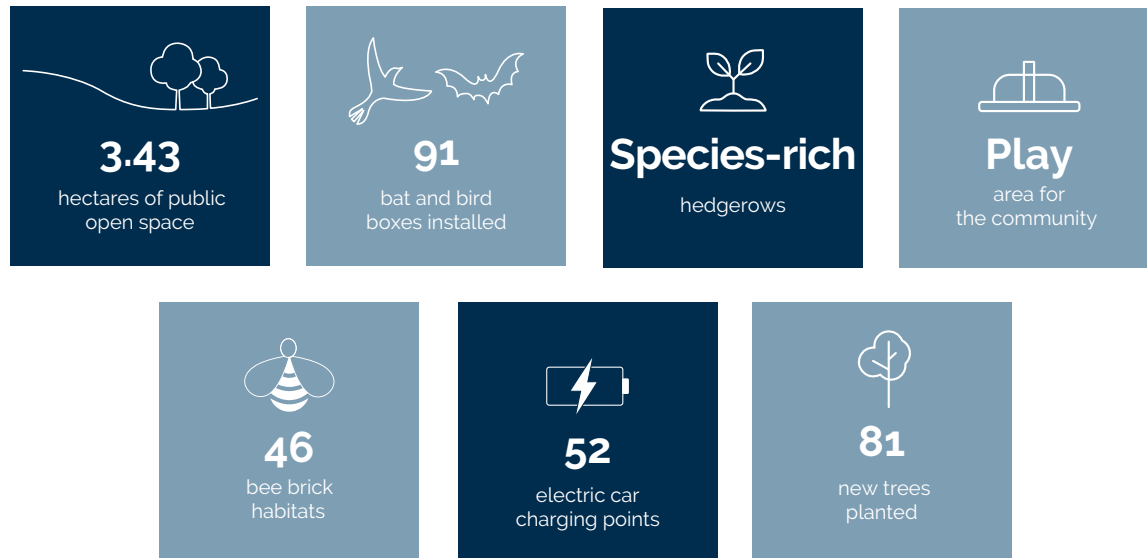 3.43
hectares of public
open space
91
bat and bird
boxes installed
Species-rich
hedgerows
Play
area for
the community
46
bee brick
habitats
52
electric car
charging points
81
new trees
planted